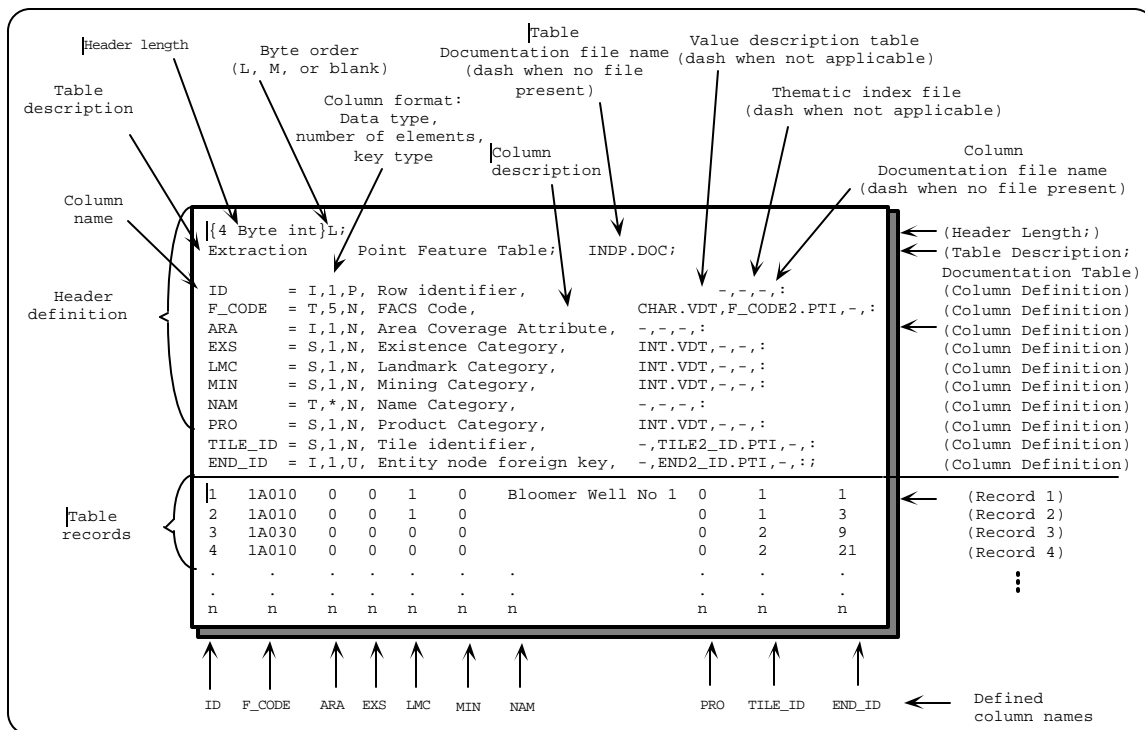 Header length
Byte order
(L, M, or blank)
Table
Documentation file name
(dash when no file
present)
Value description table
(dash when not applicable)
Table
description
Column format:
Data type,
number of elements,
key type
Thematic index file
(dash when not applicable)
Column
description
Column
Documentation file name
(dash when no file present)
Column
name
{4 Byte int}L;
(Header Length;)
Extraction Point Feature Table; INDP.DOC;
(Table Description;
Documentation Table)
Header
definition
ID = I,1,P, Row identifier, -,-,-,:
(Column Definition)
F_CODE = T,5,N, FACS Code, CHAR.VDT,F_CODE2.PTI,-,:
(Column Definition)
ARA = I,1,N, Area Coverage Attribute, -,-,-,:
(Column Definition)
EXS = S,1,N, Existence Category, INT.VDT,-,-,:
(Column Definition)
LMC = S,1,N, Landmark Category, INT.VDT,-,-,:
(Column Definition)
MIN = S,1,N, Mining Category, INT.VDT,-,-,:
(Column Definition)
NAM = T,*,N, Name Category, -,-,-,:
(Column Definition)
PRO = S,1,N, Product Category, INT.VDT,-,-,:
(Column Definition)
TILE_ID = S,1,N, Tile identifier, -,TILE2_ID.PTI,-,:
(Column Definition)
END_ID = I,1,U, Entity node foreign key, -,END2_ID.PTI,-,:;
(Column Definition)
Table
records
1 1A010 0 0 1 0 Bloomer Well No 1 0 1 1
(Record 1)
2 1A010 0 0 1 0 0 1 3
(Record 2)
3 1A030 0 0 0 0 0 2 9
(Record 3)
4 1A010 0 0 0 0 0 2 21
(Record 4)
. . . . . . . . . .
. . . . . . . . . .
n n n n n n n n n n
ID F_CODE ARA EXS LMC MIN NAM PRO TILE_ID END_ID
Defined
column names